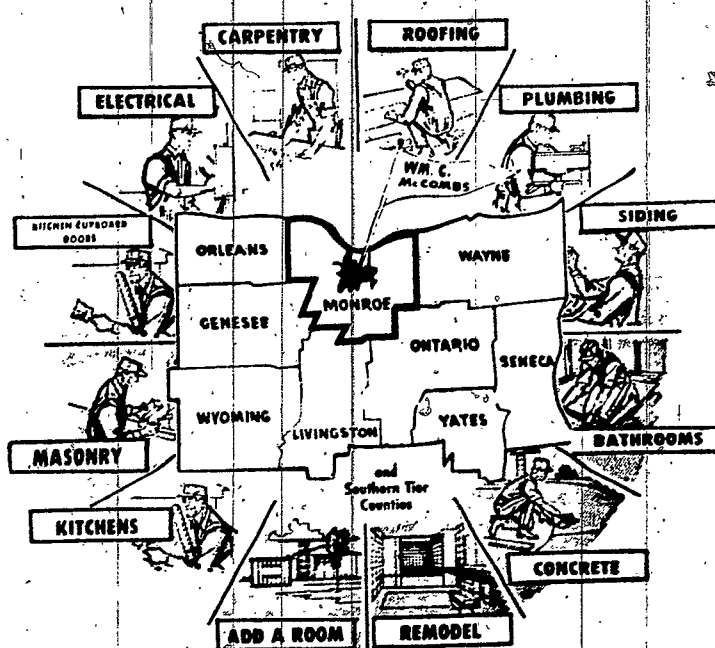 CARPENTRY
ROOFING
ELECTRICAL
PLUMBING
WM. C.
McCOMBS
KITCHEN CUPBOARD
DOORS
SIDING
ORLEANS
WAYNE
MONROE
GENESEE
ONTARIO
SENECA
WYOMING
LIVINGSTON
YATES
MASONRY
BATHROOMS
and
Southern Tier
Counties
KITCHENS
CONCRETE
ADD A ROOM
REMODEL